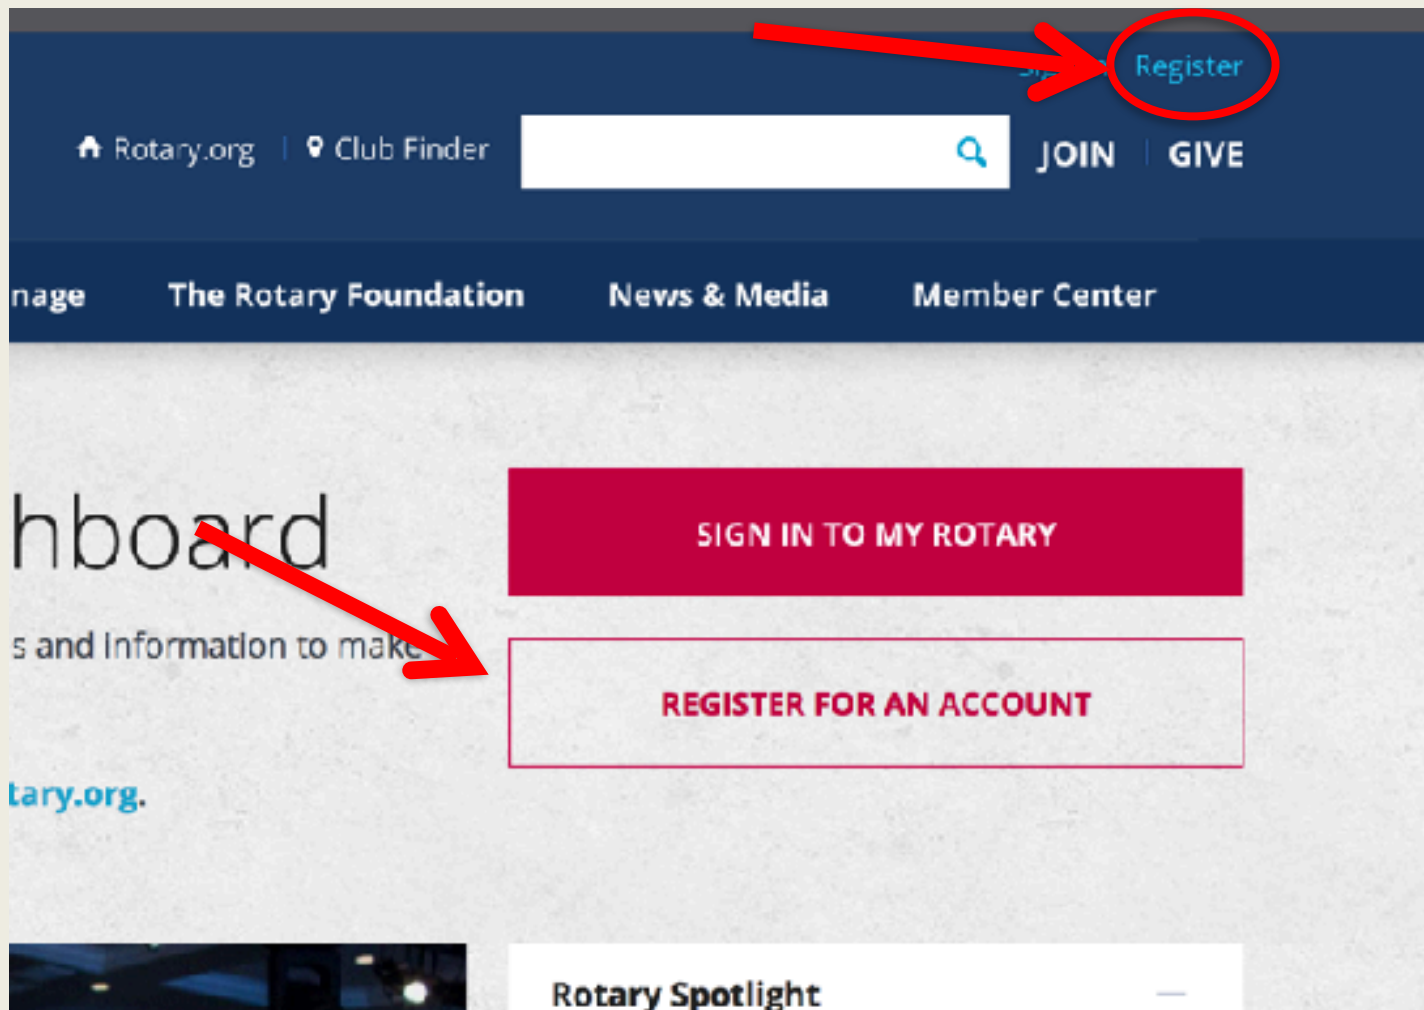 Register
Rotary.org | Club Finder
JOIN | GIVE
nage The Rotary Foundation News & Media Member Center
hboard
SIGN IN TO MY ROTARY
s and information to make
REGISTER FOR AN ACCOUNT
tary.org.
Rotary Spotlight